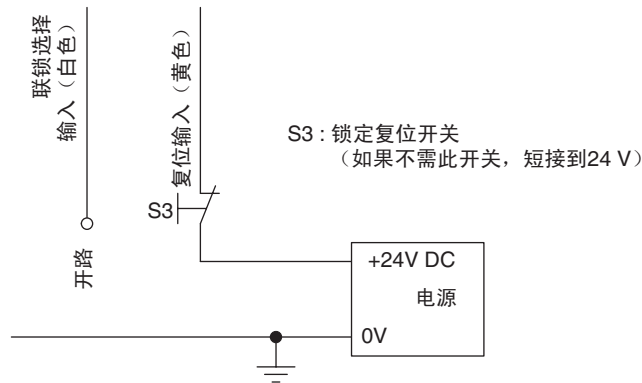 联锁选择
输入（白色）
复位输入（黄色）
S3 : 锁定复位开关
（如果不需此开关，短接到24 V）
S3
开路
+24V DC
电源
0V